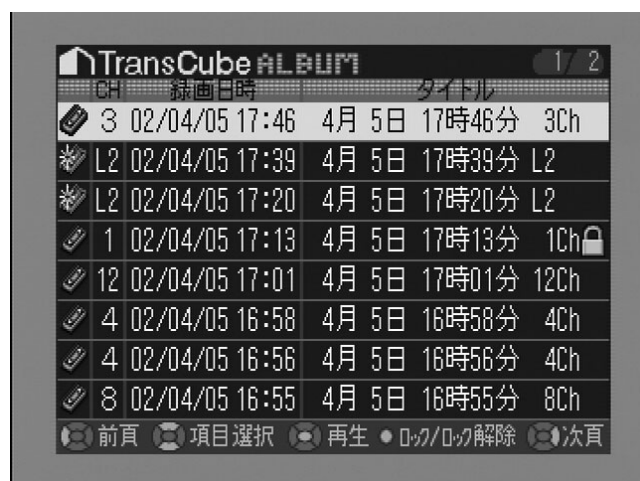 TransCube ALBUM 1/2
CH 録画日時 タイトル
3 02/04/05 17:46 4月 5日 17時46分 3Ch
L2 02/04/05 17:39 4月 5日 17時39分 L2
L2 02/04/05 17:20 4月 5日 17時20分 L2
1 02/04/05 17:13 4月 5日 17時13分 1Ch
12 02/04/05 17:01 4月 5日 17時01分 12Ch
4 02/04/05 16:58 4月 5日 16時58分 4Ch
4 02/04/05 16:56 4月 5日 16時56分 4Ch
8 02/04/05 16:55 4月 5日 16時55分 8Ch
前頁 項目選択 再生 ロック/ロック解除 次頁